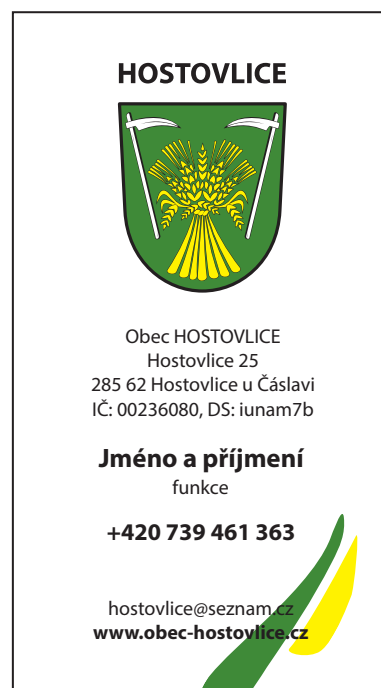 HOSTOVLICE
Obec HOSTOVLICE
Hostovlice 25
285 62 Hostovlice u Čáslavi
IČ: 00236080, DS: iunam7b
Jméno a příjmení
funkce
+420 739 461 363
hostovlice@seznam.cz
www.obec-hostovlice.cz